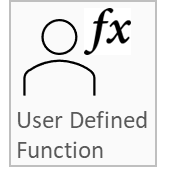 fx
User Defined
Function